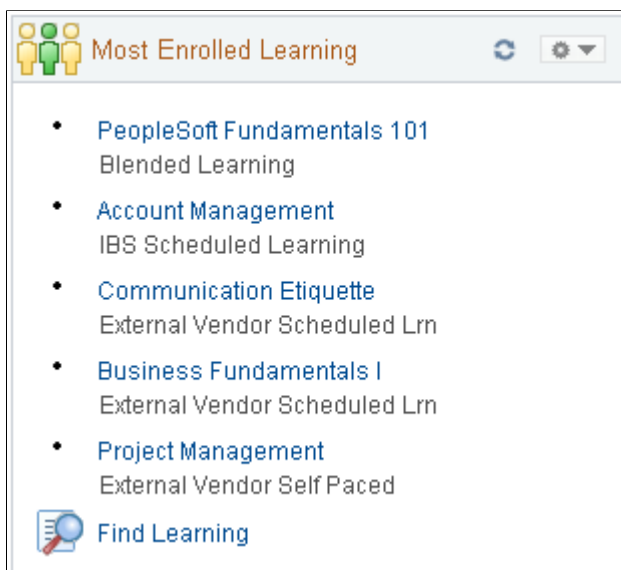 Most Enrolled Learning
PeopleSoft Fundamentals 101
Blended Learning
Account Management
IBS Scheduled Learning
Communication Etiquette
External Vendor Scheduled Lrn
Business Fundamentals I
External Vendor Scheduled Lrn
Project Management
External Vendor Self Paced
Find Learning